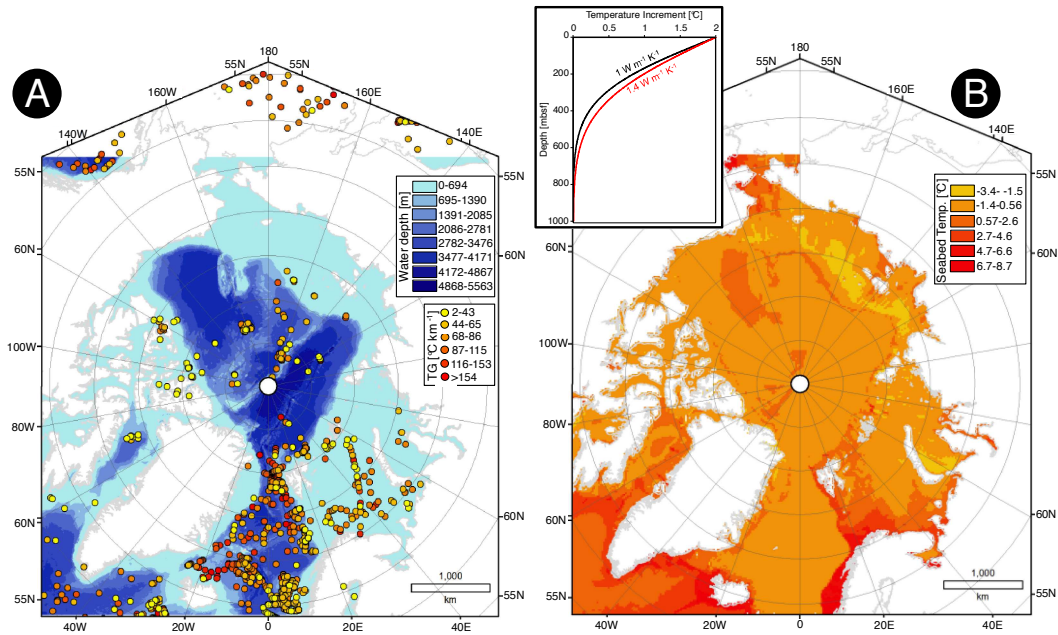 A
180
55N
55N
160W
160E
140W
140E
55N
55N
60N
60N
100W
80W
60N
60N
55N
55N
40W
20W
0
20E
40E
Water depth [m]
0-694
695-1390
1391-2085
2086-2781
2782-3476
3477-4171
4172-4867
4868-5563
TG [°C km⁻¹]
2-43
44-65
68-86
87-115
116-153
>154
1,000
km
Temperature Increment [°C]
0 0.5 1 1.5 2
Depth [mbsf]
0
200
400
600
800
1000
1 W m⁻¹ K⁻¹
1.4 W m⁻¹ K⁻¹
B
180
55N
160E
140E
55N
60N
60N
100W
80W
60N
60N
55N
55N
40W
20W
0
20E
40E
Seabed Temp. [°C]
-3.4- -1.5
-1.4-0.56
0.57-2.6
2.7-4.6
4.7-6.6
6.7-8.7
1,000
km